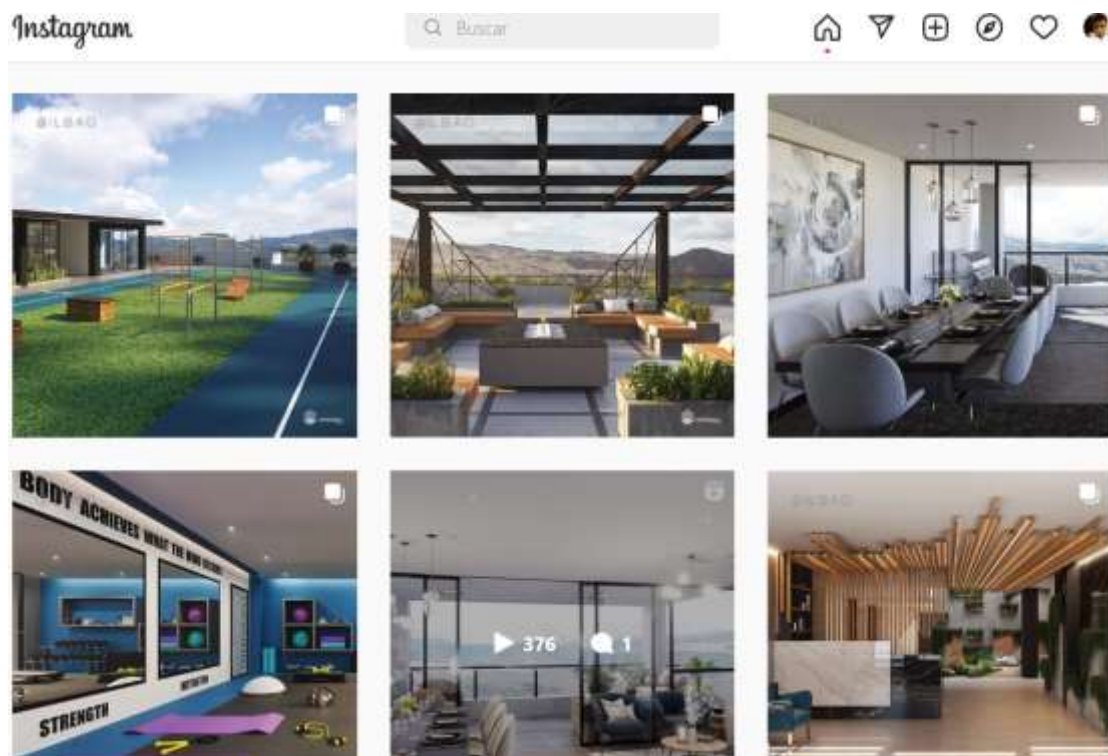 Instagram
Buscar
BILBAO
BILBAO
BODY ACHIEVES WHAT THE MIND
376
1
BILBAO
STRENGTH